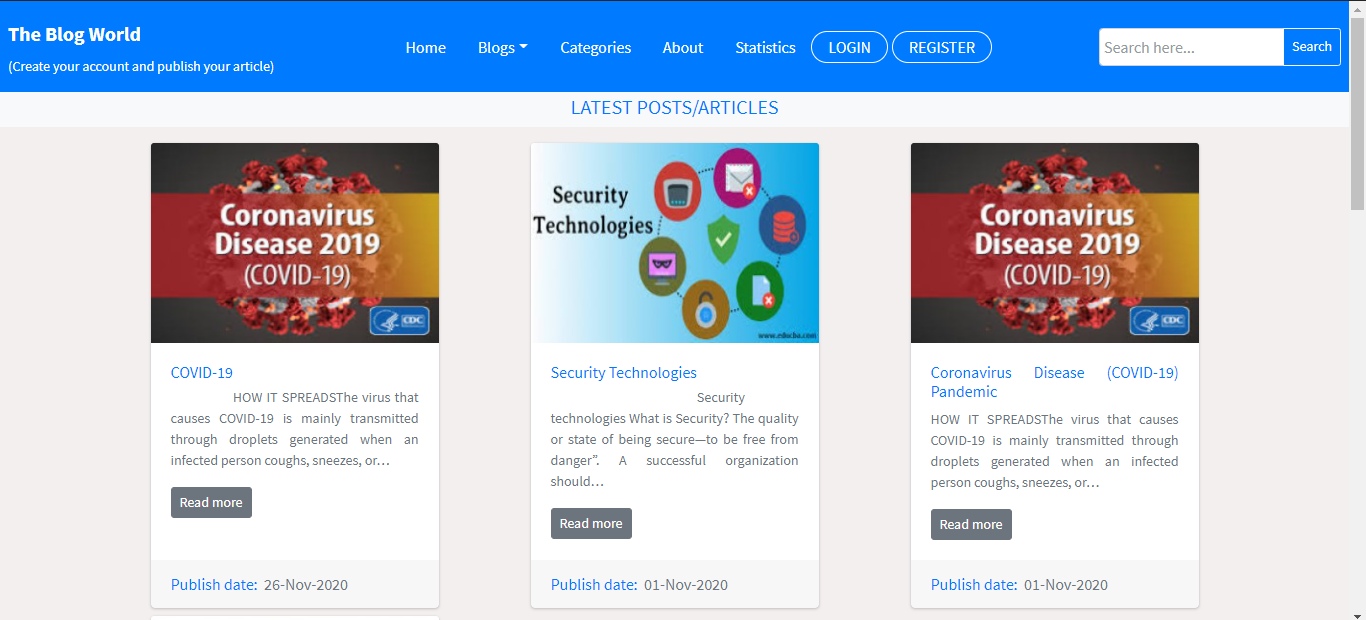 The Blog World
(Create your account and publish your article)
Home
Blogs
Categories
About
Statistics
LOGIN
REGISTER
Search here...
Search
LATEST POSTS/ARTICLES
Coronavirus
Disease 2019
(COVID-19)
CDC
COVID-19
HOW IT SPREADSThe virus that
causes COVID-19 is mainly transmitted
through droplets generated when an
infected person coughs, sneezes, or…
Read more
Publish date: 26-Nov-2020
Security
Technologies
www.educba.com
Security Technologies
Security
technologies What is Security? The quality
or state of being secure—to be free from
danger”. A successful organization
should…
Read more
Publish date: 01-Nov-2020
Coronavirus
Disease 2019
(COVID-19)
CDC
Coronavirus Disease (COVID-19)
Pandemic
HOW IT SPREADSThe virus that causes
COVID-19 is mainly transmitted through
droplets generated when an infected
person coughs, sneezes, or…
Read more
Publish date: 01-Nov-2020